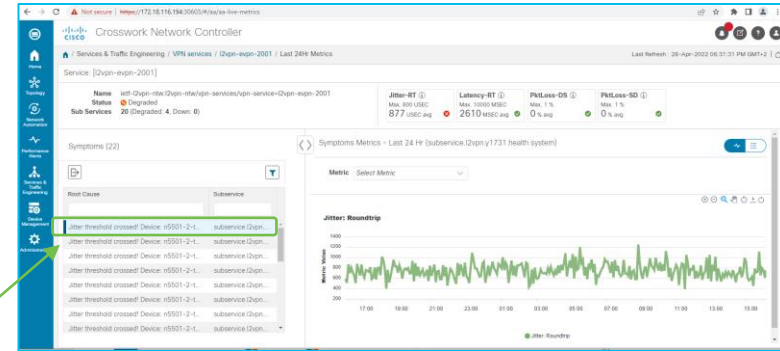 Not secure | https://172.18.116.194:30603/#/aa/aa-live-metrics
cisco Crosswork Network Controller
Home
Topology
Network Automation
Performance Alerts
Services & Traffic Engineering
Device Management
/ Services & Traffic Engineering / VPN services / l2vpn-evpn-2001 / Last 24Hr Metrics
Last Refresh : 26-Apr-2022 06:31:31 PM GMT+2
Service: [l2vpn-evpn-2001]
Name ietf-l2vpn-ntw:l2vpn-ntw/vpn-services/vpn-service=l2vpn-evpn-2001
Status Degraded
Sub Services 20 (Degraded: 4, Down: 0)
Jitter-RT
Max. 800 USEC
877 USEC avg
Latency-RT
Max. 10000 MSEC
2610 MSEC avg
PktLoss-DS
Max. 1 %
0 % avg
PktLoss-SD
Max. 1 %
0 % avg
Symptoms (22)
Root Cause Subservice
Jitter threshold crossed! Device: n5501-2-t... subservice.l2vpn...
Jitter threshold crossed! Device: n5501-2-t... subservice.l2vpn...
Jitter threshold crossed! Device: n5501-2-t... subservice.l2vpn...
Jitter threshold crossed! Device: n5501-2-t... subservice.l2vpn...
Jitter threshold crossed! Device: n5501-2-t... subservice.l2vpn...
Jitter threshold crossed! Device: n5501-2-t... subservice.l2vpn...
Jitter threshold crossed! Device: n5501-2-t... subservice.l2vpn...
Jitter threshold crossed! Device: n5501-2-t... subservice.l2vpn...
Symptoms Metrics - Last 24 Hr (subservice.l2vpn.y1731 health system)
Metric Select Metric
Jitter: Roundtrip
Metric Value
1400
1200
1000
800
600
400
200
17:00 19:00 21:00 23:00 01:00 03:00 05:00 07:00 09:00 11:00 13:00 15:00
Jitter: Roundtrip